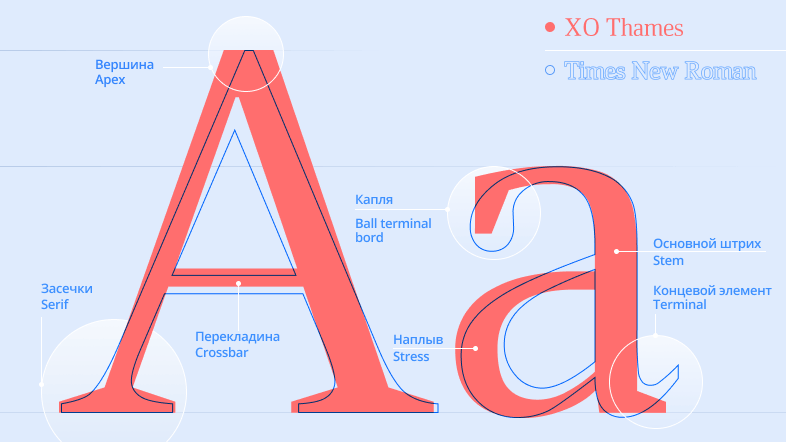 XO Thames
Times New Roman
Вершина
Apex
Капля
Ball terminal
bord
Основной штрих
Stem
Засечки
Serif
Концевой элемент
Terminal
Перекладина
Crossbar
Наплыв
Stress
Aa